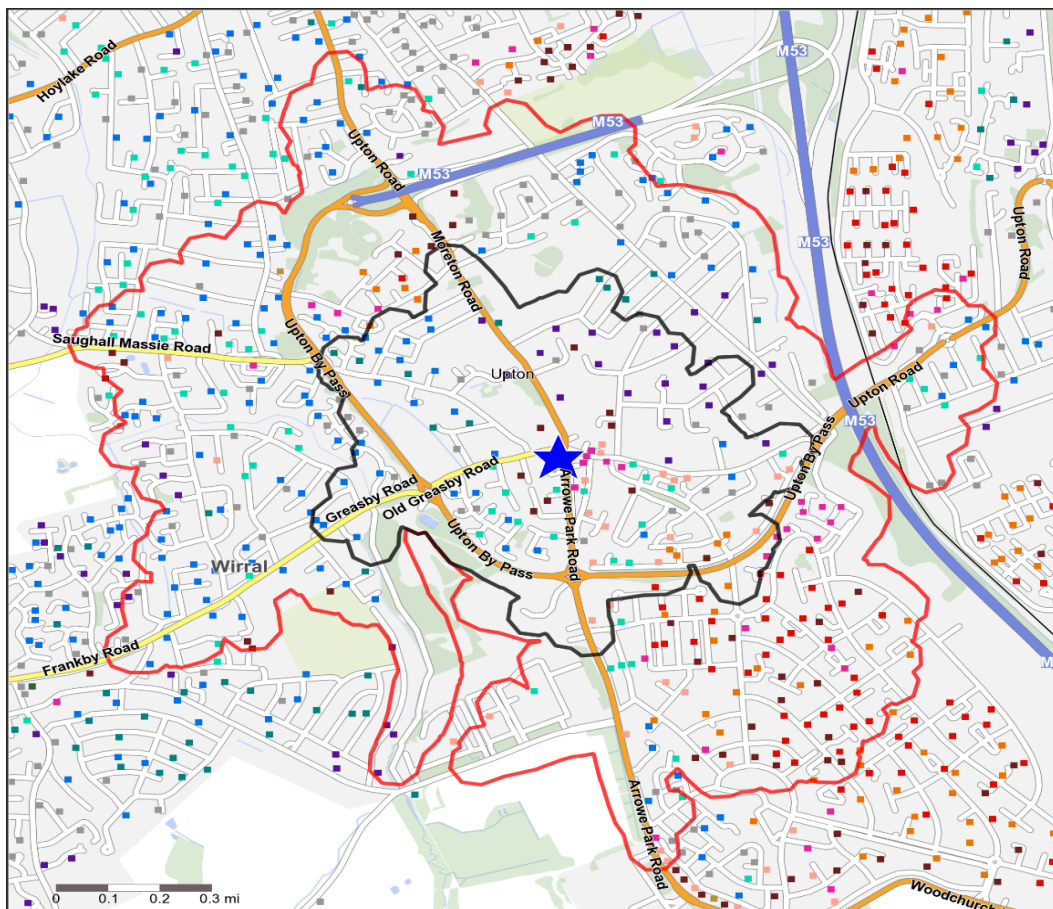 Hoylake Road
M53
M53
Upton Road
M53
M53
Moreton Road
Upton Road
Saughall Massie Road
Upton By Pass
Upton
Upton Road
M53
Upton By Pass
Greasby Road
Old Greasby Road
Arrowe Park Road
Upton By Pass
Wirral
Frankby Road
Arrowe Park Road
0 0.1 0.2 0.3 mi